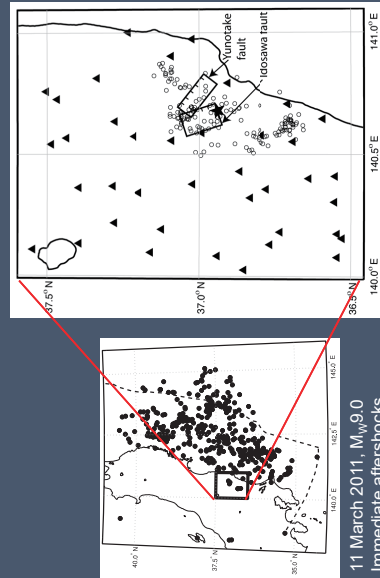 141.0° E
140.5° E
140.0° E
37.5° N
37.0° N
36.5° N
Yunotake
fault
Idosawa fault
40.0° N
37.5° N
35.0° N
140.0° E
142.5° E
145.0° E
11 March 2011, MW9.0
Immediate aftershocks